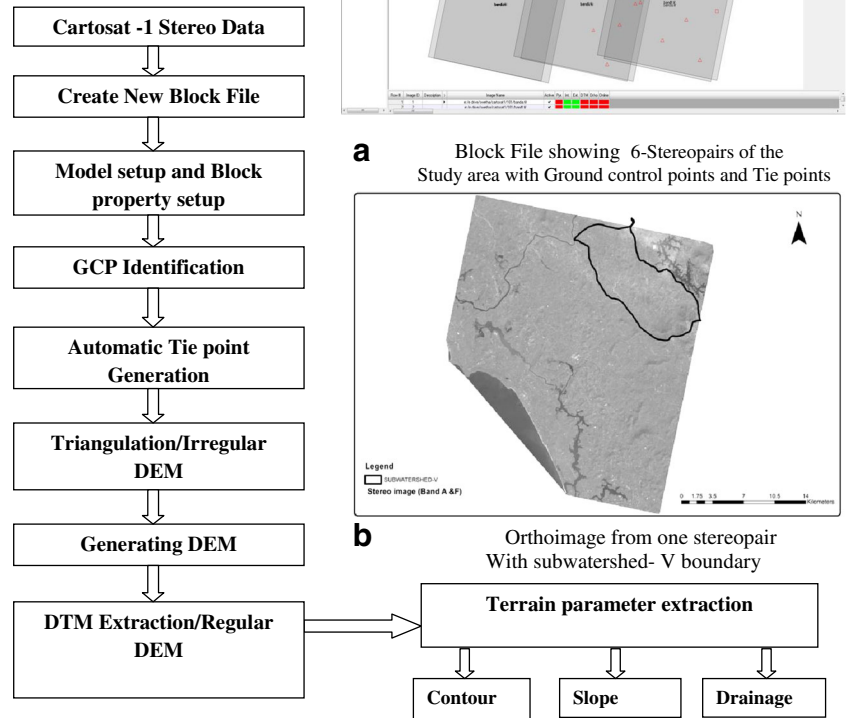 Cartosat -1 Stereo Data
Create New Block File
Model setup and Block
property setup
GCP Identification
Automatic Tie point
Generation
Triangulation/Irregular
DEM
Generating DEM
DTM Extraction/Regular
DEM
a
Block File showing 6-Stereopairs of the
Study area with Ground control points and Tie points
N
Legend
SUBWATERSHED-V
Stereo image (Band A &F)
0 1.75 3.5 7 10.5 14
Kilometers
b
Orthoimage from one stereopair
With subwatershed- V boundary
Terrain parameter extraction
Contour
Slope
Drainage